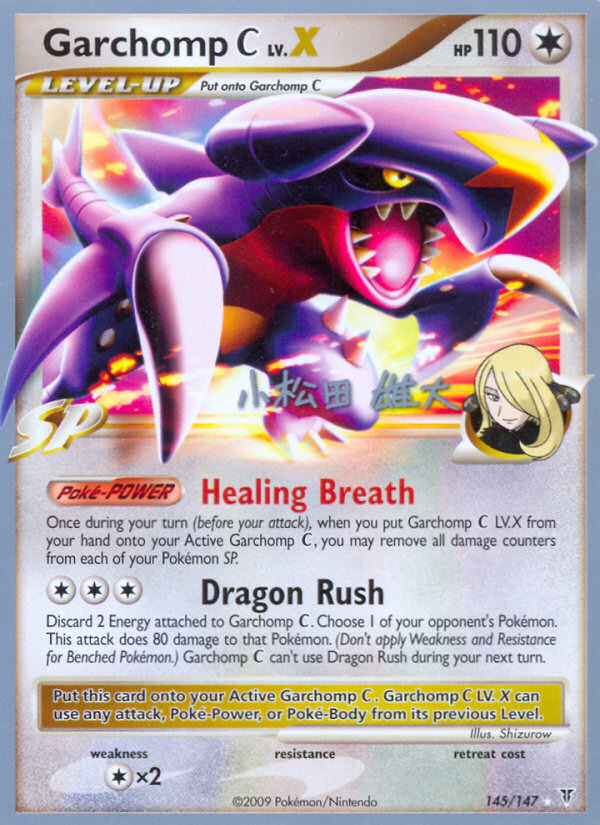 Garchomp C LV.X HP 110
LEVEL-UP Put onto Garchomp C
小松田 雄大
SP
Poké-POWER Healing Breath
Once during your turn (before your attack), when you put Garchomp C LV.X from
your hand onto your Active Garchomp C, you may remove all damage counters
from each of your Pokémon SP.
Dragon Rush
Discard 2 Energy attached to Garchomp C. Choose 1 of your opponent's Pokémon.
This attack does 80 damage to that Pokémon. (Don't apply Weakness and Resistance
for Benched Pokémon.) Garchomp C can't use Dragon Rush during your next turn.
Put this card onto your Active Garchomp C. Garchomp C LV. X can
use any attack, Poké-Power, or Poké-Body from its previous Level.
Illus. Shizurow
weakness resistance retreat cost
×2
©2009 Pokémon/Nintendo 145/147